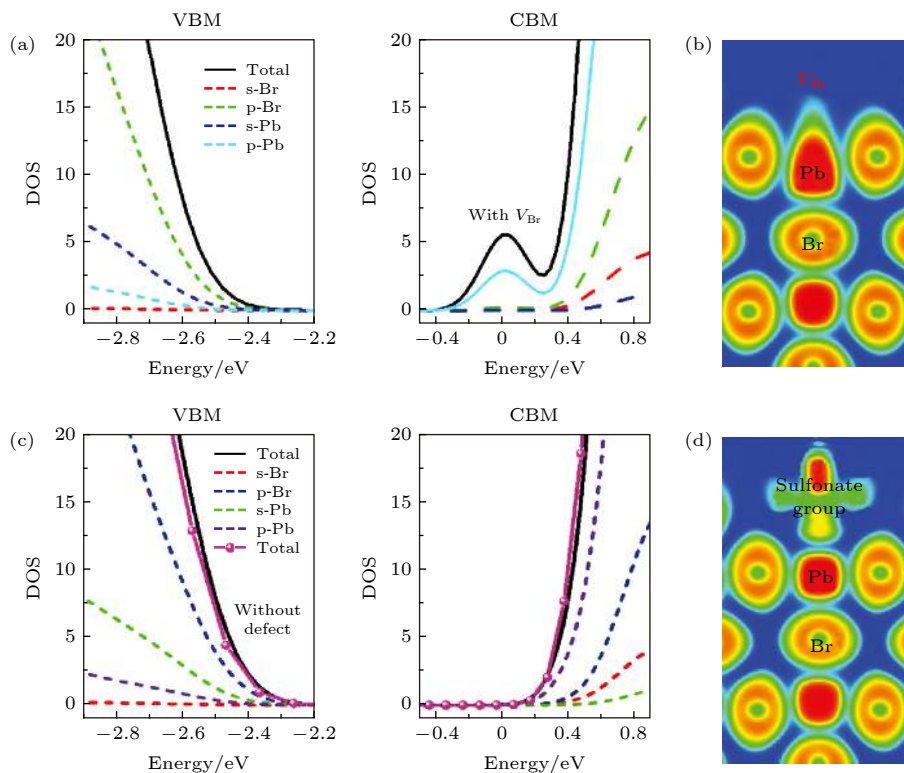 (a)
VBM
20
15
10
5
0
DOS
Total
s-Br
p-Br
s-Pb
p-Pb
−2.8
−2.6
−2.4
−2.2
Energy/eV
CBM
20
15
10
5
0
DOS
With V_Br
−0.4
0
0.4
0.8
Energy/eV
(b)
V_Br
Pb
Br
(c)
VBM
20
15
10
5
0
DOS
Total
s-Br
p-Br
s-Pb
p-Pb
Total
Without
defect
−2.8
−2.6
−2.4
−2.2
Energy/eV
CBM
20
15
10
5
0
DOS
−0.4
0
0.4
0.8
Energy/eV
(d)
Sulfonate
group
Pb
Br